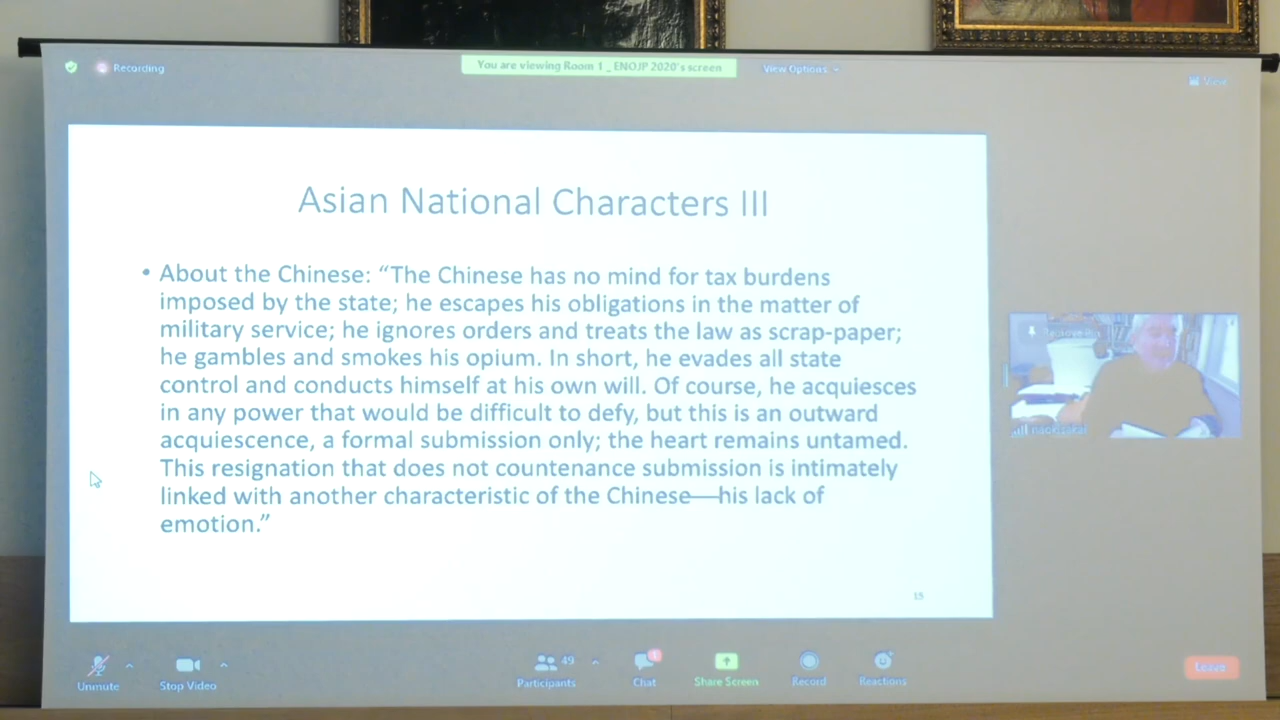 Recording
You are viewing Room 1 _ ENOJP 2020's screen
View Options
View
Asian National Characters III
• About the Chinese: “The Chinese has no mind for tax burdens
imposed by the state; he escapes his obligations in the matter of
military service; he ignores orders and treats the law as scrap-paper;
he gambles and smokes his opium. In short, he evades all state
control and conducts himself at his own will. Of course, he acquiesces
in any power that would be difficult to defy, but this is an outward
acquiescence, a formal submission only; the heart remains untamed.
This resignation that does not countenance submission is intimately
linked with another characteristic of the Chinese—his lack of
emotion.”
15
Unmute
Stop Video
49
Participants
Chat
Share Screen
Record
Reactions
Leave